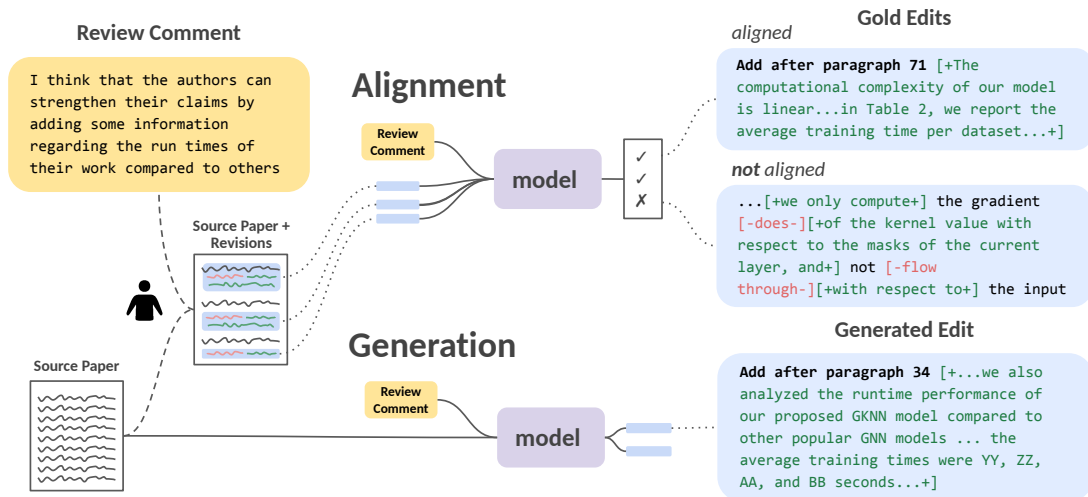 Review Comment
I think that the authors can
strengthen their claims by
adding some information
regarding the run times of
their work compared to others
Source Paper +
Revisions
Source Paper
Alignment
Review
Comment
model
✓
✓
✗
Gold Edits
aligned
Add after paragraph 71 [+The
computational complexity of our model
is linear...in Table 2, we report the
average training time per dataset...+]
not aligned
...[+we only compute+] the gradient
[-does-][+of the kernel value with
respect to the masks of the current
layer, and+] not [-flow
through-][+with respect to+] the input
Generation
Review
Comment
model
Generated Edit
Add after paragraph 34 [+...we also
analyzed the runtime performance of
our proposed GKNN model compared to
other popular GNN models ... the
average training times were YY, ZZ,
AA, and BB seconds...+]